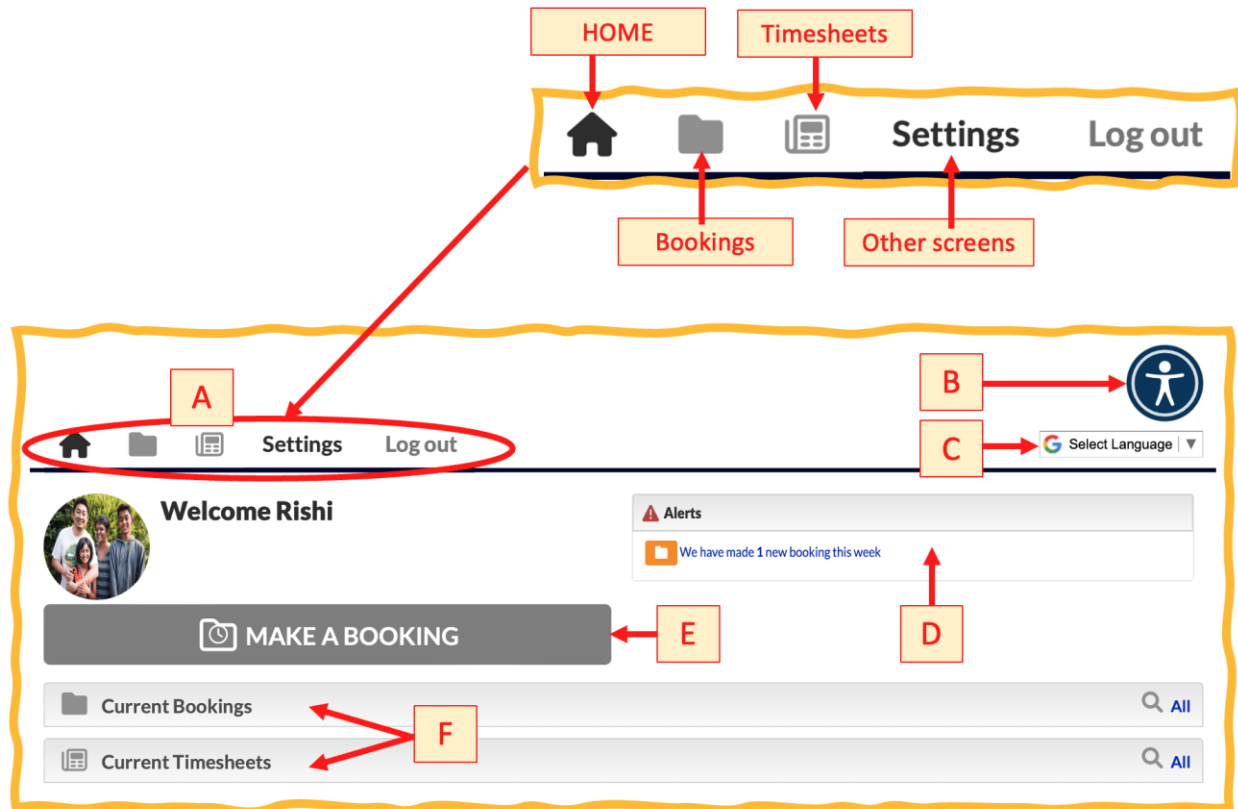 HOME
Timesheets
Settings
Log out
Bookings
Other screens
A
B
Settings
Log out
C
Select Language
Welcome Rishi
Alerts
We have made 1 new booking this week
MAKE A BOOKING
E
D
Current Bookings
All
F
Current Timesheets
All